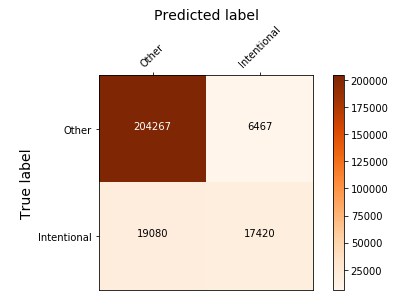 Predicted label
Other
Intentional
Other
204267
6467
Intentional
19080
17420
True label
200000
175000
150000
125000
100000
75000
50000
25000